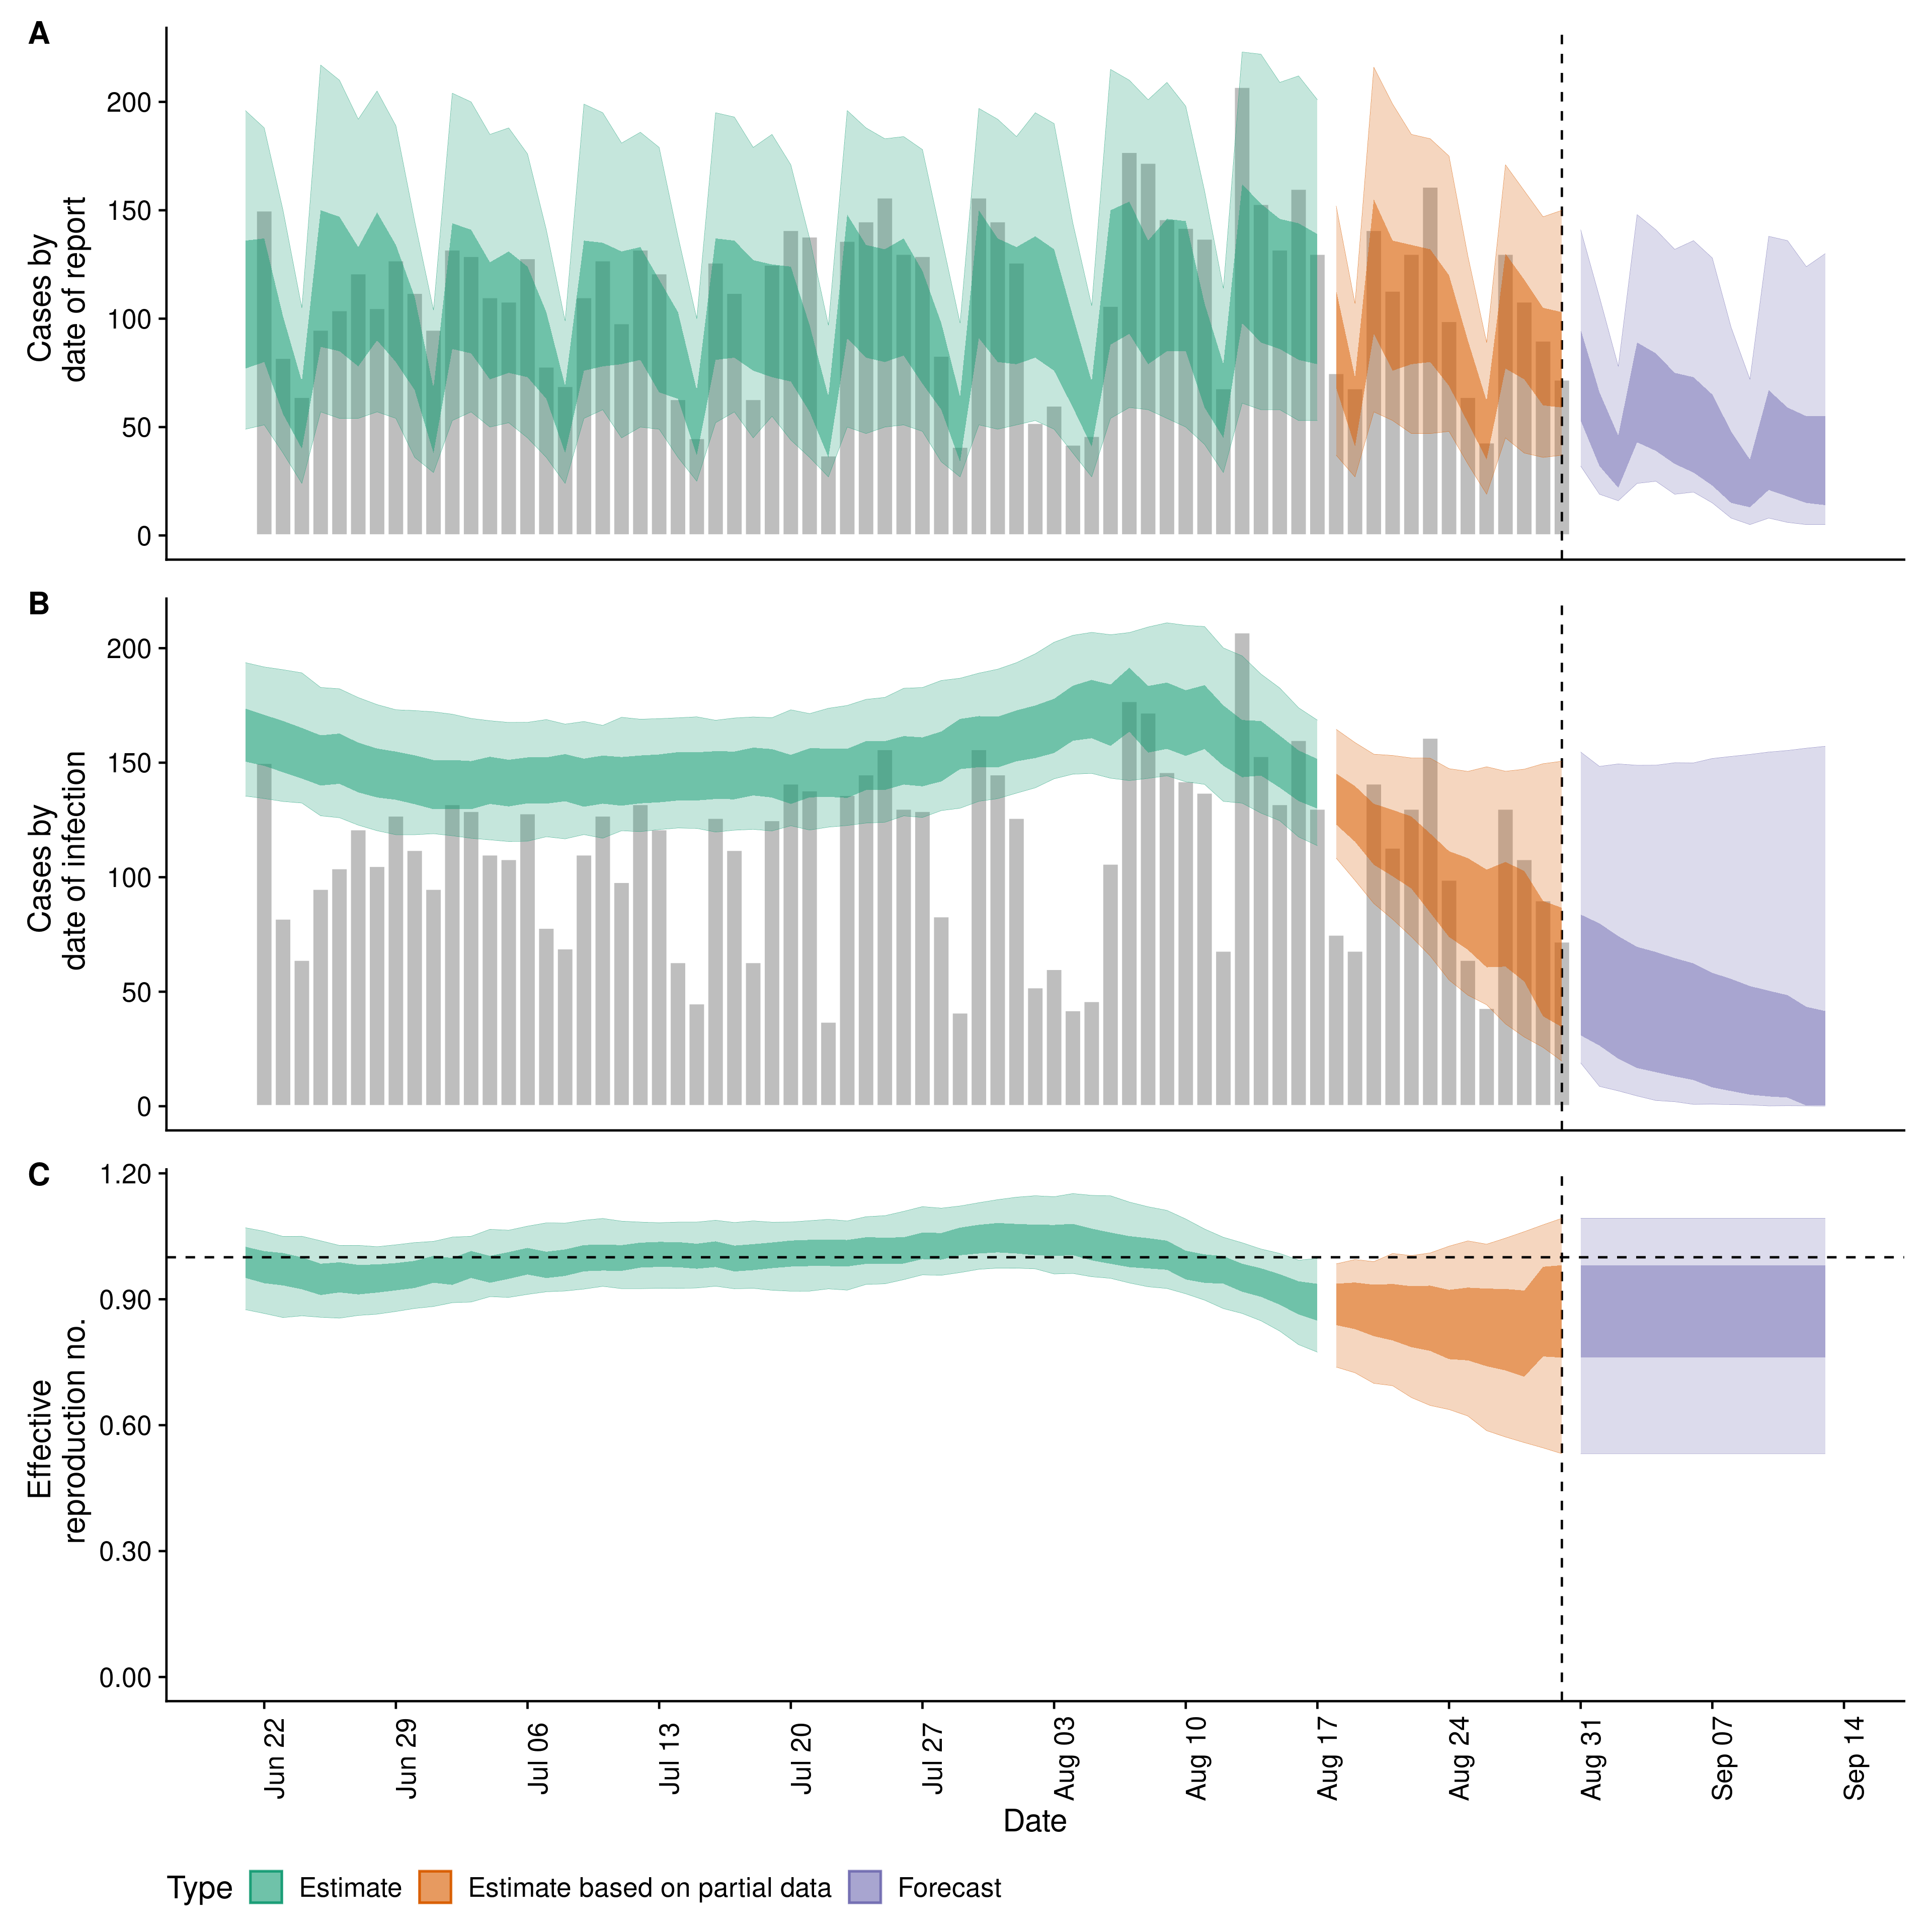 A
Cases by
date of report
200
150
100
50
0
B
Cases by
date of infection
200
150
100
50
0
C
Effective
reproduction no.
1.20
0.90
0.60
0.30
0.00
Jun 22
Jun 29
Jul 06
Jul 13
Jul 20
Jul 27
Aug 03
Aug 10
Aug 17
Aug 24
Aug 31
Sep 07
Sep 14
Date
Type Estimate Estimate based on partial data Forecast